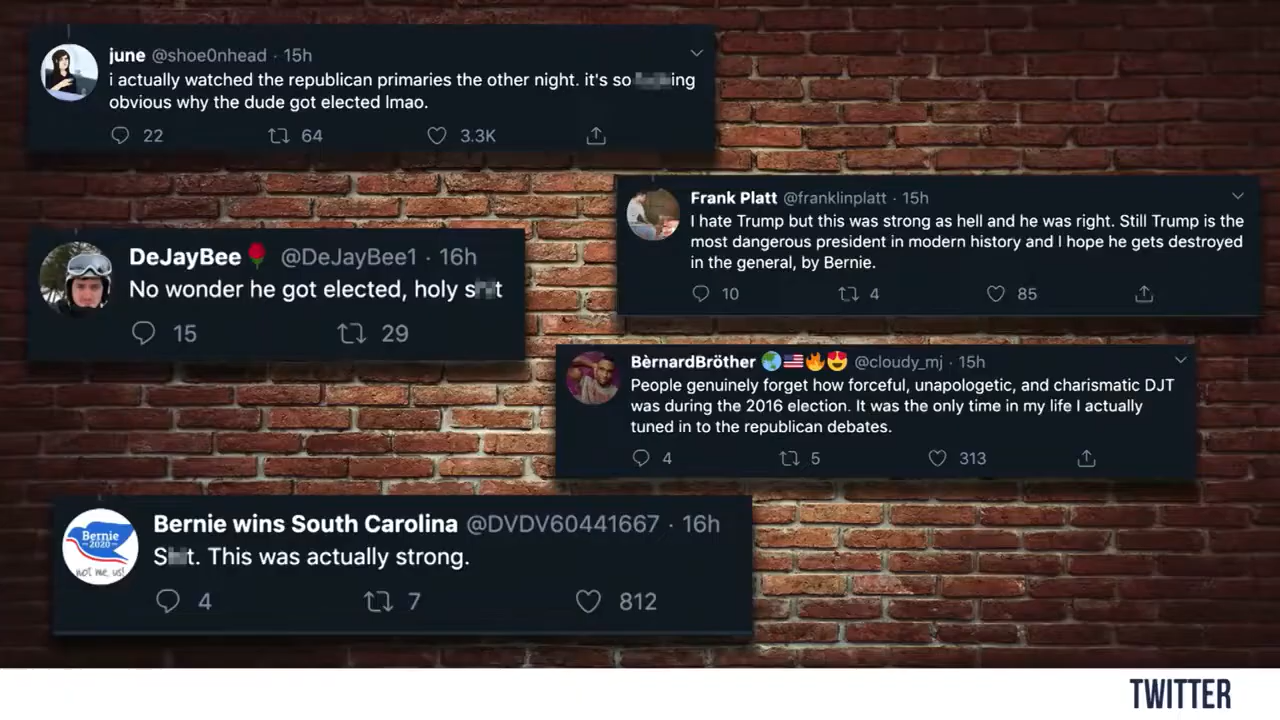 june @shoe0nhead · 15h
i actually watched the republican primaries the other night. it's so f ing
obvious why the dude got elected lmao.
22 64 3.3K
Frank Platt @franklinplatt · 15h
I hate Trump but this was strong as hell and he was right. Still Trump is the
most dangerous president in modern history and I hope he gets destroyed
in the general, by Bernie.
10 4 85
DeJayBee🌹 @DeJayBee1 · 16h
No wonder he got elected, holy s t
15 29
BèrnardBröther 🌏🇺🇸🔥😍 @cloudy_mj · 15h
People genuinely forget how forceful, unapologetic, and charismatic DJT
was during the 2016 election. It was the only time in my life I actually
tuned in to the republican debates.
4 5 313
Bernie wins South Carolina @DVDV60441667 · 16h
S t. This was actually strong.
Bernie
2020
not me, us!
4 7 812
TWITTER